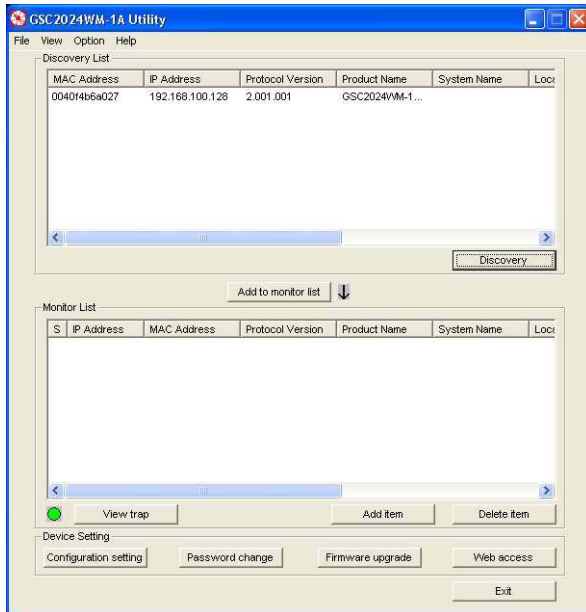 GSC2024WM-1A Utility
File View Option Help
Discovery List
MAC Address IP Address Protocol Version Product Name System Name Loca
0040f4b6a027 192.168.100.128 2.001.001 GSC2024WM-1...
Discovery
Add to monitor list
Monitor List
S IP Address MAC Address Protocol Version Product Name System Name Loca
View trap Add item Delete item
Device Setting
Configuration setting Password change Firmware upgrade Web access
Exit